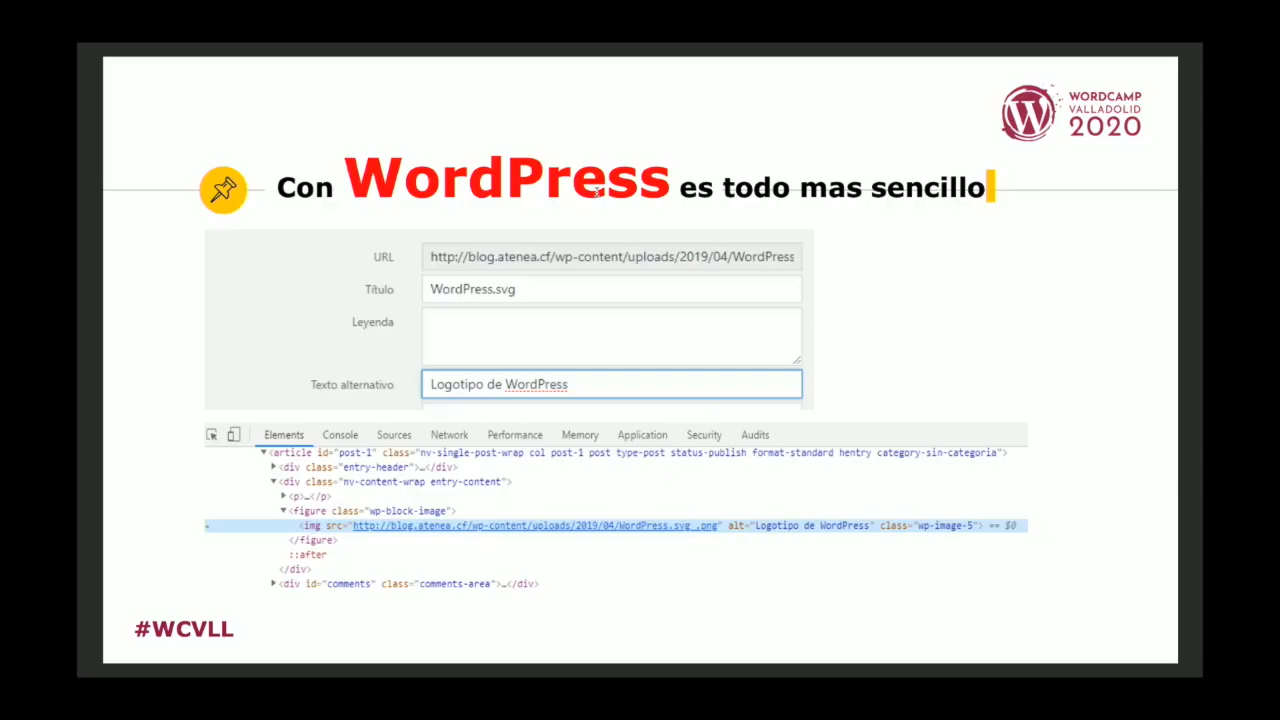 WORDCAMP
VALLADOLID
2020
Con WordPress es todo mas sencillo
URL http://blog.atenea.cf/wp-content/uploads/2019/04/WordPress
Título WordPress.svg
Leyenda
Texto alternativo Logotipo de WordPress
Elements Console Sources Network Performance Memory Application Security Audits
<article id="post-1" class="nv-single-post-wrap col post-1 post type-post status-publish format-standard hentry category-sin-categoria">
<div class="entry-header">…</div>
<div class="nv-content-wrap entry-content">
<p>…</p>
<figure class="wp-block-image">
<img src="http://blog.atenea.cf/wp-content/uploads/2019/04/WordPress.svg_.png" alt="Logotipo de WordPress" class="wp-image-5"> == $0
</figure>
::after
</div>
<div id="comments" class="comments-area">…</div>
#WCVLL